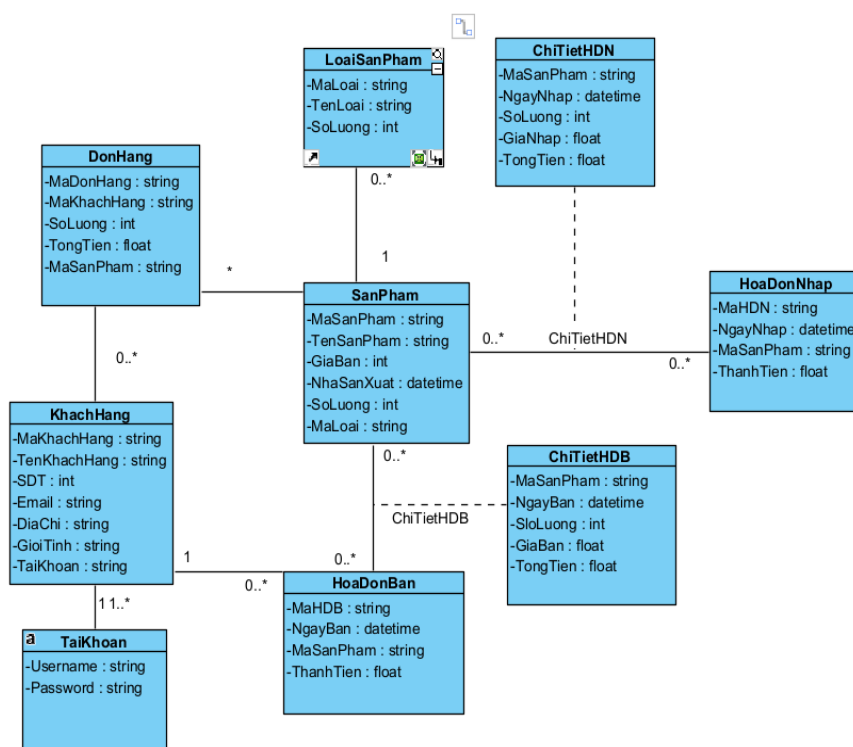 LoaiSanPham
-MaLoai : string
-TenLoai : string
-SoLuong : int
ChiTietHDN
-MaSanPham : string
-NgayNhap : datetime
-SoLuong : int
-GiaNhap : float
-TongTien : float
DonHang
-MaDonHang : string
-MaKhachHang : string
-SoLuong : int
-TongTien : float
-MaSanPham : string
0..*
1
*
SanPham
-MaSanPham : string
-TenSanPham : string
-GiaBan : int
-NhaSanXuat : datetime
-SoLuong : int
-MaLoai : string
0..*
ChiTietHDN
0..*
HoaDonNhap
-MaHDN : string
-NgayNhap : datetime
-MaSanPham : string
-ThanhTien : float
0..*
KhachHang
-MaKhachHang : string
-TenKhachHang : string
-SDT : int
-Email : string
-DiaChi : string
-GioiTinh : string
-TaiKhoan : string
0..*
ChiTietHDB
ChiTietHDB
-MaSanPham : string
-NgayBan : datetime
-SloLuong : int
-GiaBan : float
-TongTien : float
1
0..*
0..*
HoaDonBan
-MaHDB : string
-NgayBan : datetime
-MaSanPham : string
-ThanhTien : float
1 1..*
a
TaiKhoan
-Username : string
-Password : string